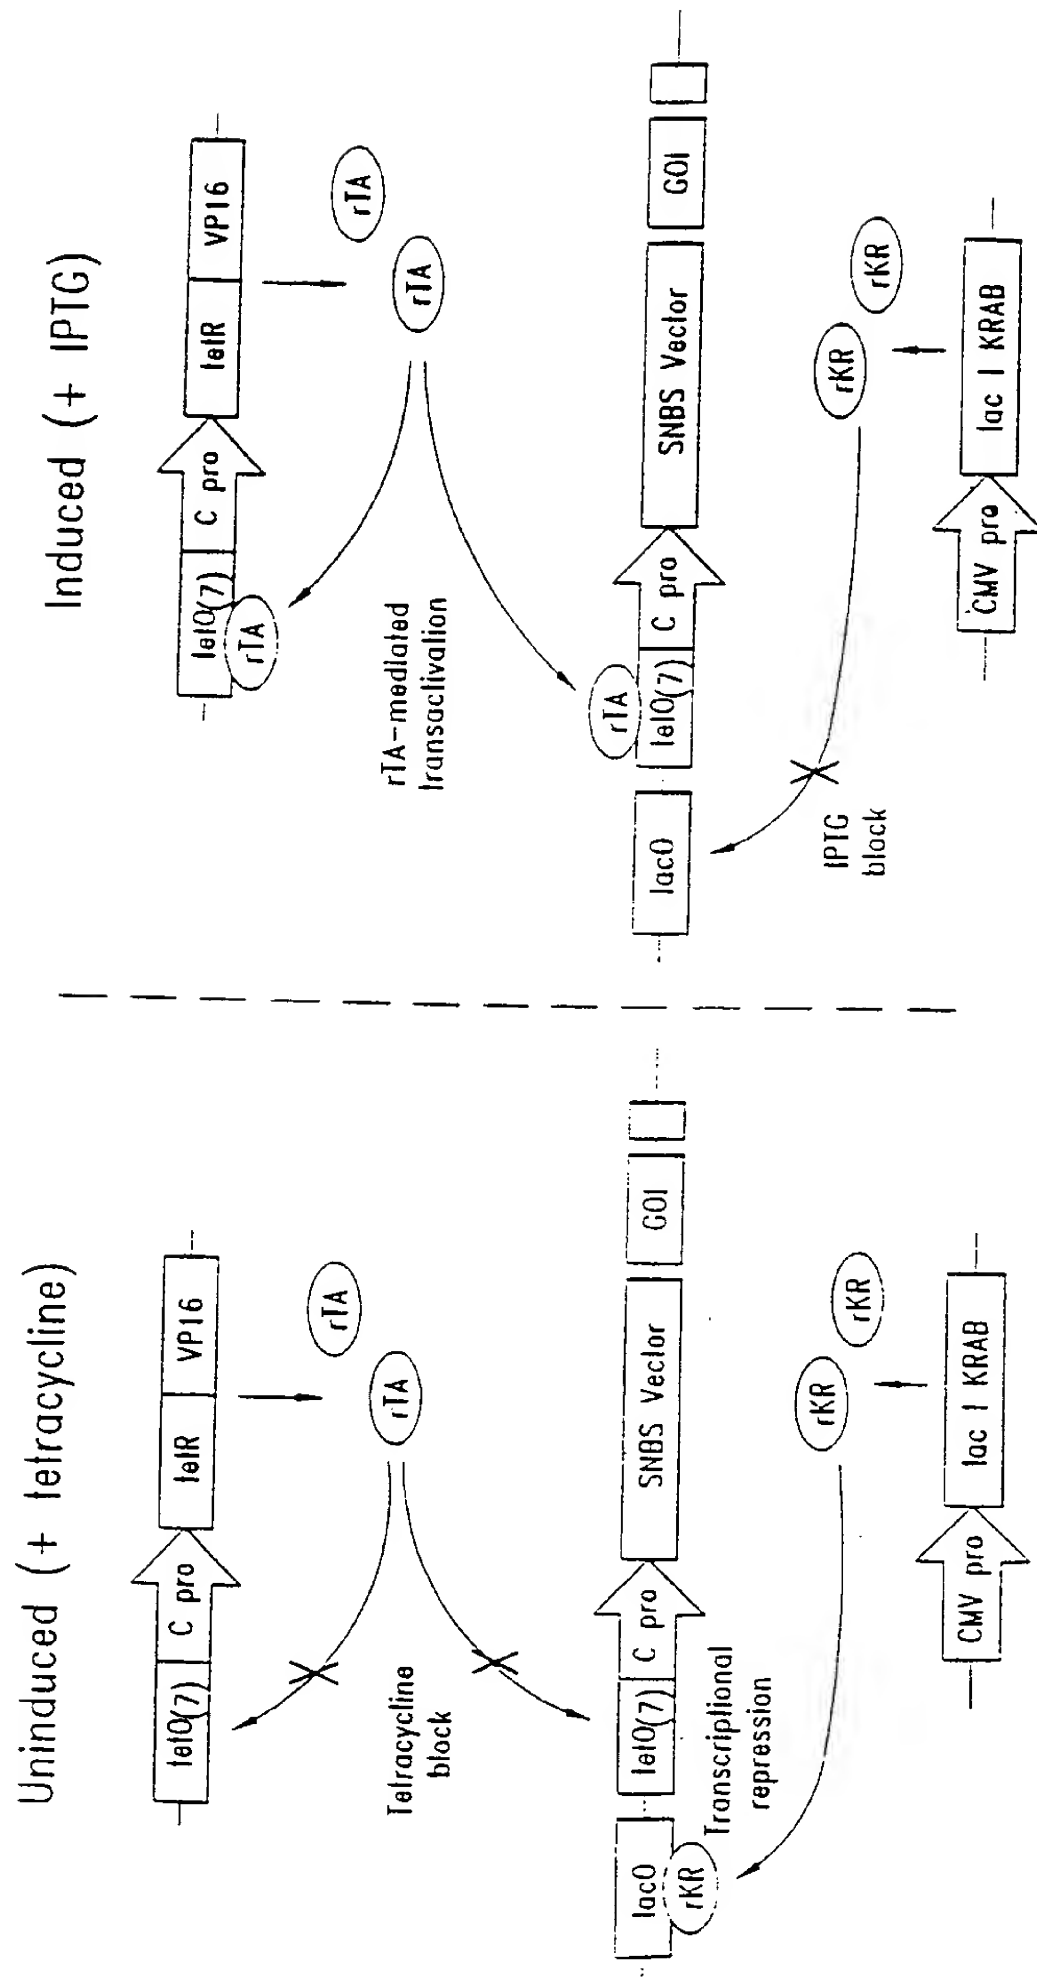 Uninduced (+ tetracycline)
tetO(7)
C pro
tetR
VP16
rTA
rTA
Tetracycline
block
lacO
rKR
tetO(7)
C pro
SNBS Vector
GOI
Transcriptional
repression
rKR
rKR
CMV pro
lac I KRAB
Induced (+ IPTG)
tetO(7)
C pro
tetR
VP16
rTA
rTA
rTA
rTA-mediated
transactivation
rTA
lacO
tetO(7)
C pro
SNBS Vector
GOI
IPTG
block
rKR
rKR
CMV pro
lac I KRAB